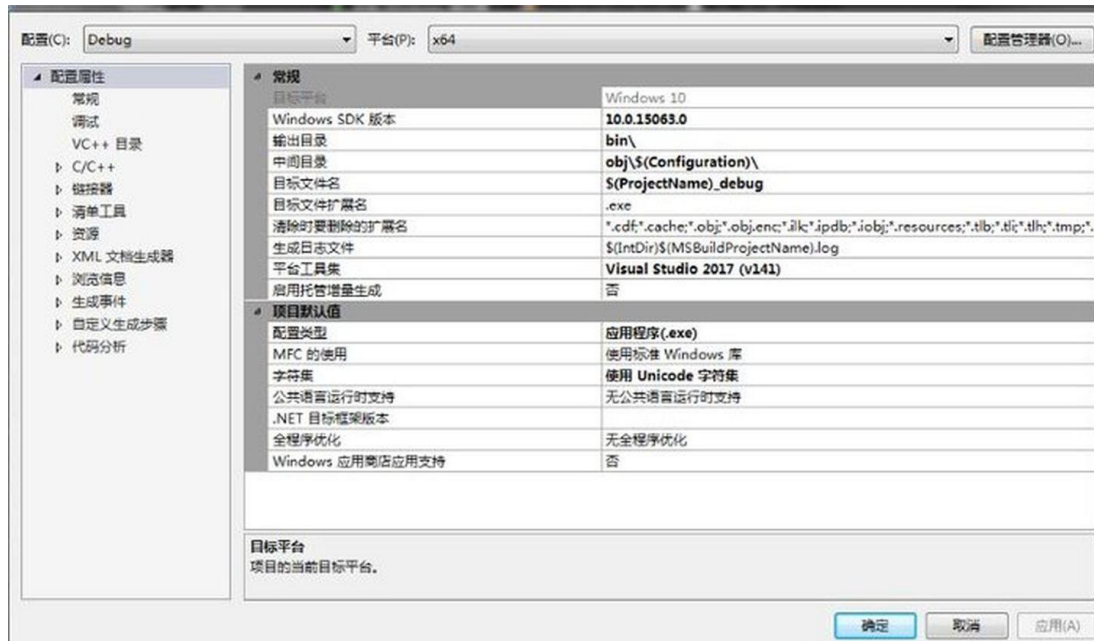 配置(C): Debug 平台(P): x64 配置管理器(O)...
配置属性
常规
调试
VC++ 目录
C/C++
链接器
清单工具
资源
XML 文档生成器
浏览信息
生成事件
自定义生成步骤
代码分析
常规
目标平台 Windows 10
Windows SDK 版本 10.0.15063.0
输出目录 bin\
中间目录 obj\$(Configuration)\
目标文件名 $(ProjectName)_debug
目标文件扩展名 .exe
清除时要删除的扩展名 *.cdf;*.cache;*.obj;*.obj.enc;*.ilk;*.ipdb;*.iobj;*.resources;*.tlb;*.tli;*.tlh;*.tmp;*.
生成日志文件 $(IntDir)$(MSBuildProjectName).log
平台工具集 Visual Studio 2017 (v141)
启用托管增量生成 否
项目默认值
配置类型 应用程序(.exe)
MFC 的使用 使用标准 Windows 库
字符集 使用 Unicode 字符集
公共语言运行时支持 无公共语言运行时支持
.NET 目标框架版本
全程序优化 无全程序优化
Windows 应用商店应用支持 否
目标平台
项目的当前目标平台。
确定 取消 应用(A)